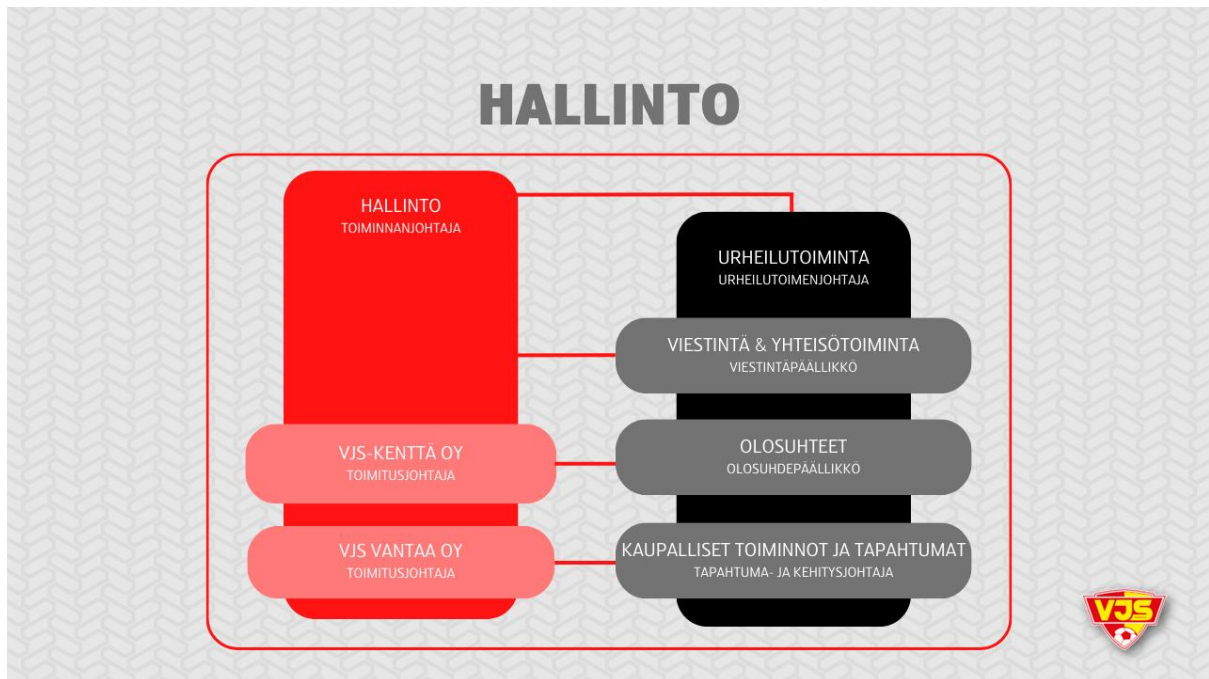 HALLINTO
HALLINTO
TOIMINNANJOHTAJA
URHEILUTOIMINTA
URHEILUTOIMENJOHTAJA
VIESTINTÄ & YHTEISÖTOIMINTA
VIESTINTÄPÄÄLLIKKÖ
VJS-KENTTÄ OY
TOIMITUSJOHTAJA
OLOSUHTEET
OLOSUHDEPÄÄLLIKKÖ
VJS VANTAA OY
TOIMITUSJOHTAJA
KAUPALLISET TOIMINNOT JA TAPAHTUMAT
TAPAHTUMA- JA KEHITYSJOHTAJA
VJS